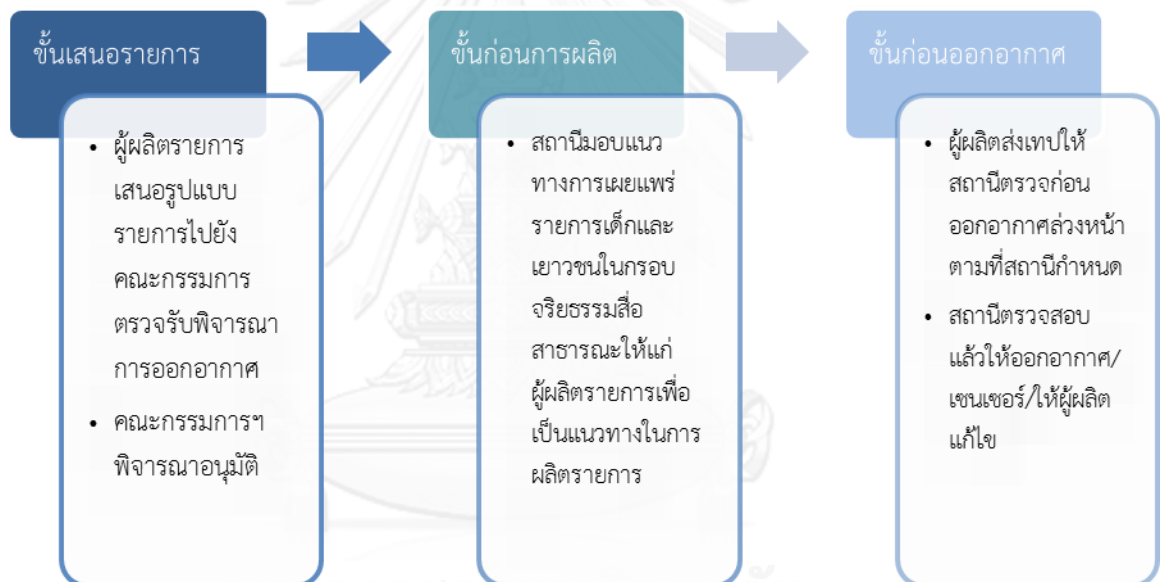 ขั้นเสนอรายการ
• ผู้ผลิตรายการ
เสนอรูปแบบ
รายการไปยัง
คณะกรรมการ
ตรวจรับพิจารณา
การออกอากาศ
• คณะกรรมการฯ
พิจารณาอนุมัติ
ขั้นก่อนการผลิต
• สถานีมอบแนว
ทางการเผยแพร่
รายการเด็กและ
เยาวชนในกรอบ
จริยธรรมสื่อ
สาธารณะให้แก่
ผู้ผลิตรายการเพื่อ
เป็นแนวทางในการ
ผลิตรายการ
ขั้นก่อนออกอากาศ
• ผู้ผลิตส่งเทปให้
สถานีตรวจก่อน
ออกอากาศล่วงหน้า
ตามที่สถานีกำหนด
• สถานีตรวจสอบ
แล้วให้ออกอากาศ/
เซนเซอร์/ให้ผู้ผลิต
แก้ไข